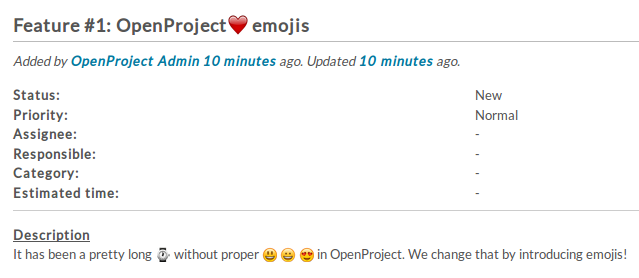 Feature #1: OpenProject❤️ emojis
Added by OpenProject Admin 10 minutes ago. Updated 10 minutes ago.
Status: New
Priority: Normal
Assignee: -
Responsible: -
Category: -
Estimated time: -
Description
It has been a pretty long ⌚ without proper 😃 😄 😍 in OpenProject. We change that by introducing emojis!